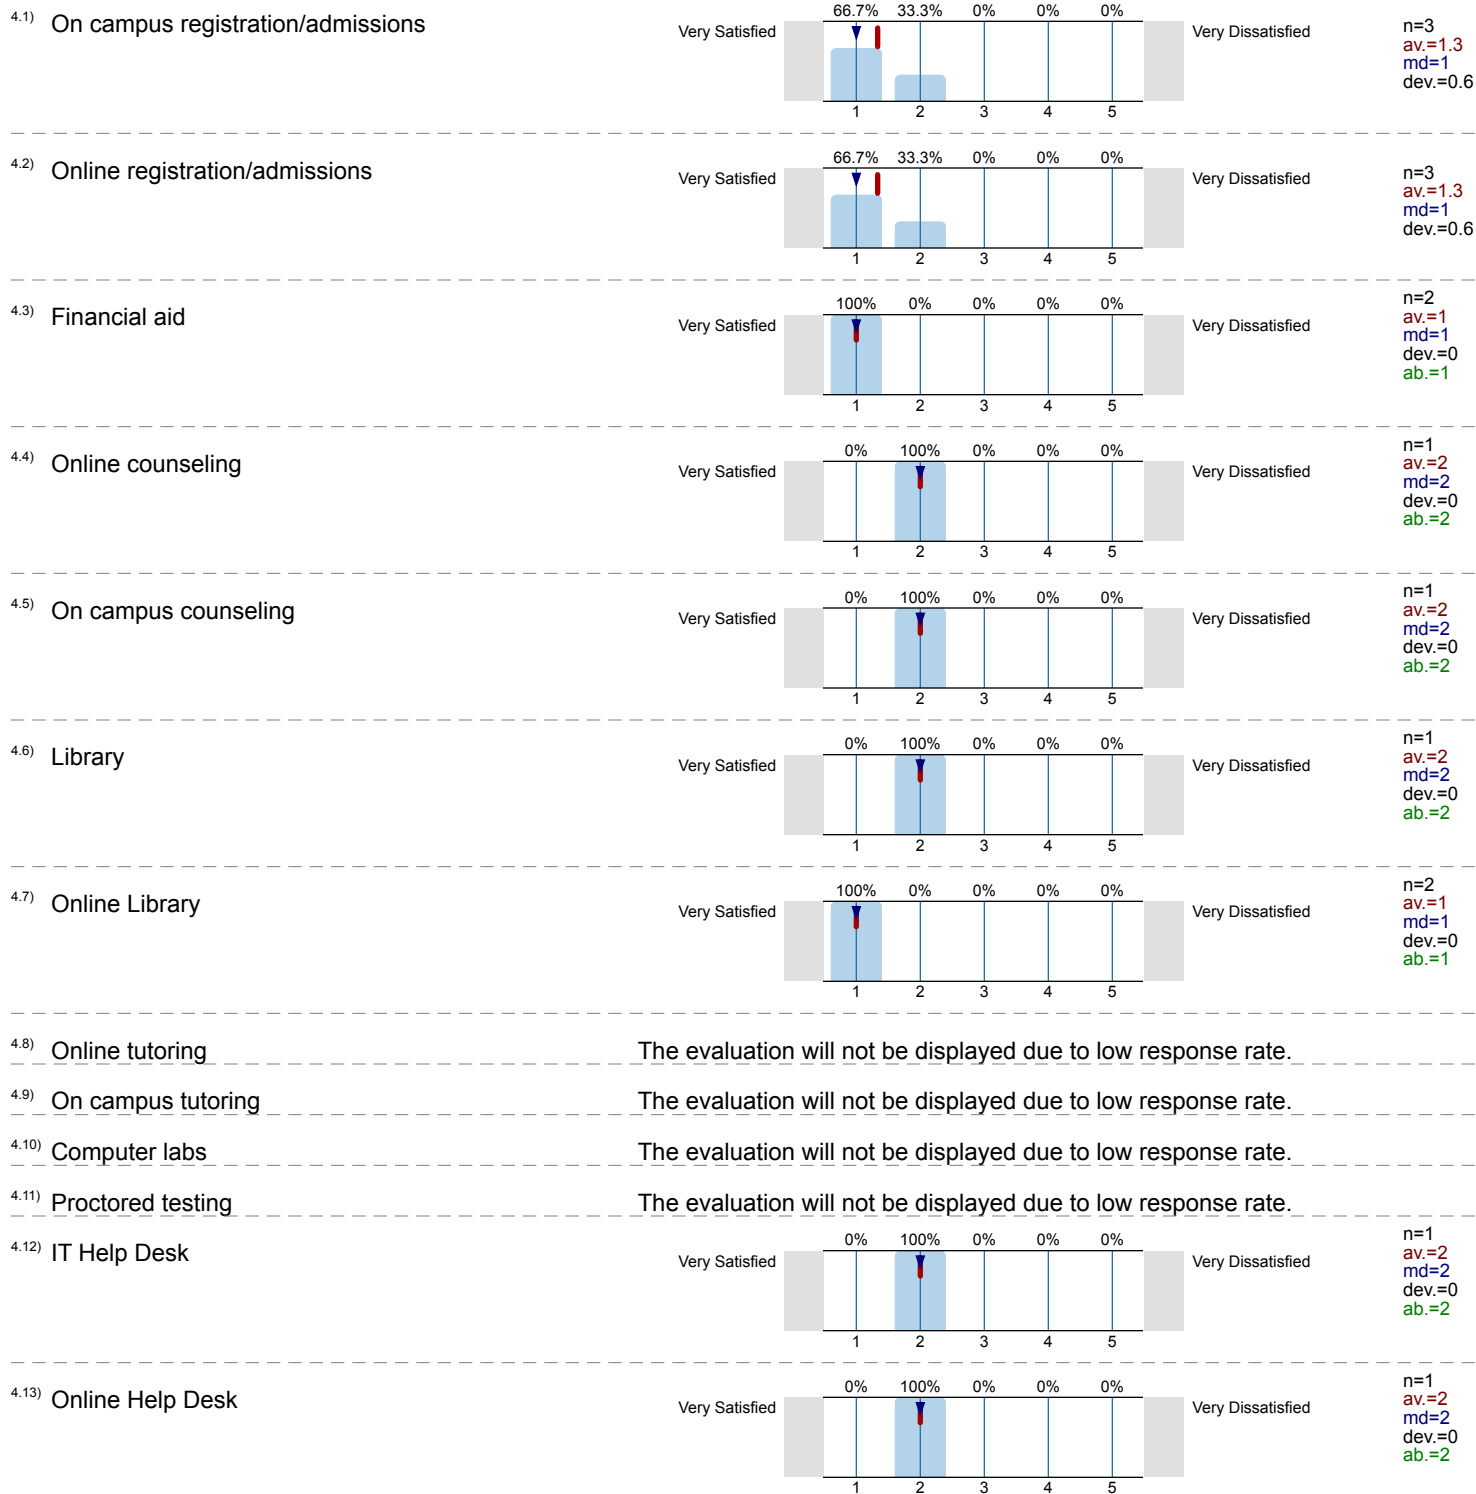 4.1) On campus registration/admissions
66.7% 33.3% 0% 0% 0%
Very Satisfied Very Dissatisfied
1 2 3 4 5
n=3
av.=1.3
md=1
dev.=0.6
4.2) Online registration/admissions
66.7% 33.3% 0% 0% 0%
Very Satisfied Very Dissatisfied
1 2 3 4 5
n=3
av.=1.3
md=1
dev.=0.6
4.3) Financial aid
100% 0% 0% 0% 0%
Very Satisfied Very Dissatisfied
1 2 3 4 5
n=2
av.=1
md=1
dev.=0
ab.=1
4.4) Online counseling
0% 100% 0% 0% 0%
Very Satisfied Very Dissatisfied
1 2 3 4 5
n=1
av.=2
md=2
dev.=0
ab.=2
4.5) On campus counseling
0% 100% 0% 0% 0%
Very Satisfied Very Dissatisfied
1 2 3 4 5
n=1
av.=2
md=2
dev.=0
ab.=2
4.6) Library
0% 100% 0% 0% 0%
Very Satisfied Very Dissatisfied
1 2 3 4 5
n=1
av.=2
md=2
dev.=0
ab.=2
4.7) Online Library
100% 0% 0% 0% 0%
Very Satisfied Very Dissatisfied
1 2 3 4 5
n=2
av.=1
md=1
dev.=0
ab.=1
4.8) Online tutoring The evaluation will not be displayed due to low response rate.
4.9) On campus tutoring The evaluation will not be displayed due to low response rate.
4.10) Computer labs The evaluation will not be displayed due to low response rate.
4.11) Proctored testing The evaluation will not be displayed due to low response rate.
4.12) IT Help Desk
0% 100% 0% 0% 0%
Very Satisfied Very Dissatisfied
1 2 3 4 5
n=1
av.=2
md=2
dev.=0
ab.=2
4.13) Online Help Desk
0% 100% 0% 0% 0%
Very Satisfied Very Dissatisfied
1 2 3 4 5
n=1
av.=2
md=2
dev.=0
ab.=2